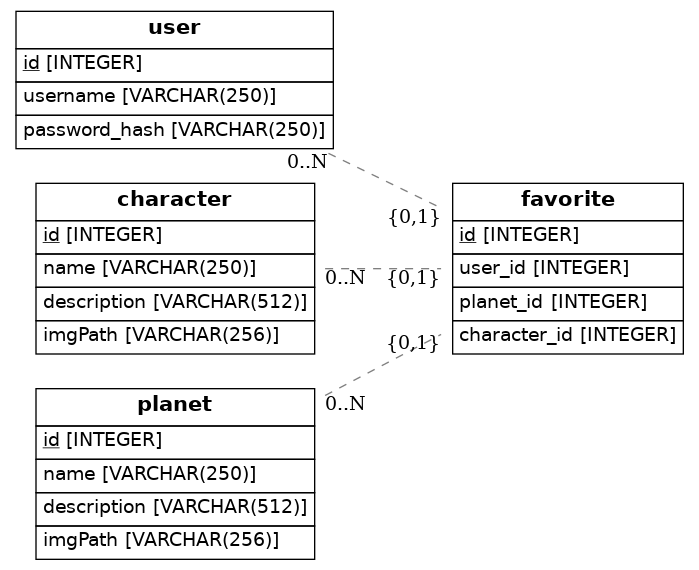 user
id [INTEGER]
username [VARCHAR(250)]
password_hash [VARCHAR(250)]
0..N
character
id [INTEGER]
name [VARCHAR(250)]
description [VARCHAR(512)]
imgPath [VARCHAR(256)]
0..N
{0,1}
{0,1}
{0,1}
favorite
id [INTEGER]
user_id [INTEGER]
planet_id [INTEGER]
character_id [INTEGER]
planet
id [INTEGER]
name [VARCHAR(250)]
description [VARCHAR(512)]
imgPath [VARCHAR(256)]
0..N